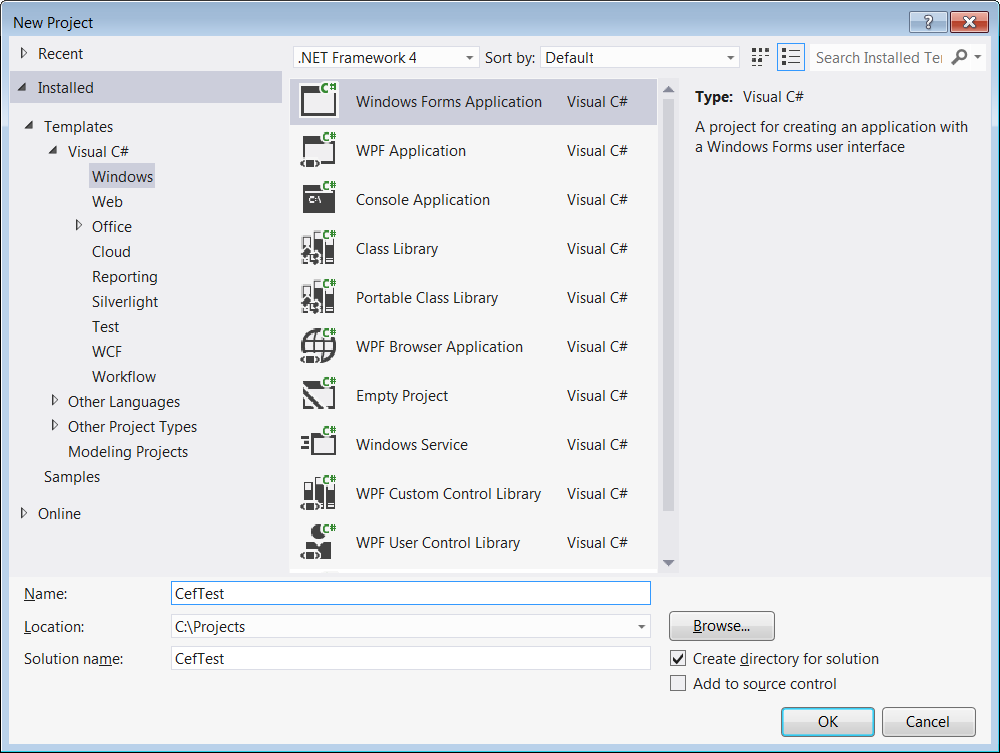 New Project
Recent
Installed
Templates
Visual C#
Windows
Web
Office
Cloud
Reporting
Silverlight
Test
WCF
Workflow
Other Languages
Other Project Types
Modeling Projects
Samples
Online
.NET Framework 4
Sort by: Default
Search Installed Te
Windows Forms Application Visual C#
WPF Application Visual C#
Console Application Visual C#
Class Library Visual C#
Portable Class Library Visual C#
WPF Browser Application Visual C#
Empty Project Visual C#
Windows Service Visual C#
WPF Custom Control Library Visual C#
WPF User Control Library Visual C#
Type: Visual C#
A project for creating an application with
a Windows Forms user interface
Name: CefTest
Location: C:\Projects
Browse...
Solution name: CefTest
Create directory for solution
Add to source control
OK
Cancel